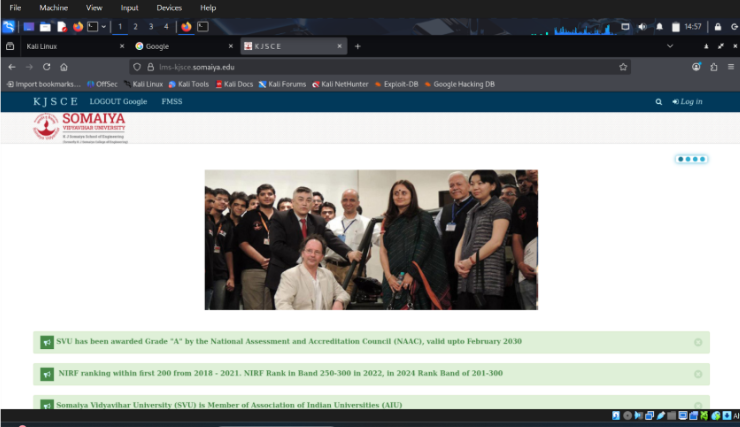 File Machine View Input Devices Help
1 2 3 4 14:57
Kali Linux × Google × K J S C E × +
lms-kjsce.somaiya.edu
Import bookmarks... OffSec Kali Linux Kali Tools Kali Docs Kali Forums Kali NetHunter Exploit-DB Google Hacking DB
K J S C E LOGOUT Google FMSS Log in
SOMAIYA
VIDYAVIHAR UNIVERSITY
K J Somaiya School of Engineering
SVU has been awarded Grade "A" by the National Assessment and Accreditation Council (NAAC), valid upto February 2030
NIRF ranking within first 200 from 2018 - 2021. NIRF Rank in Band 250-300 in 2022, in 2024 Rank Band of 201-300
Somaiya Vidyavihar University (SVU) is Member of Association of Indian Universities (AIU)